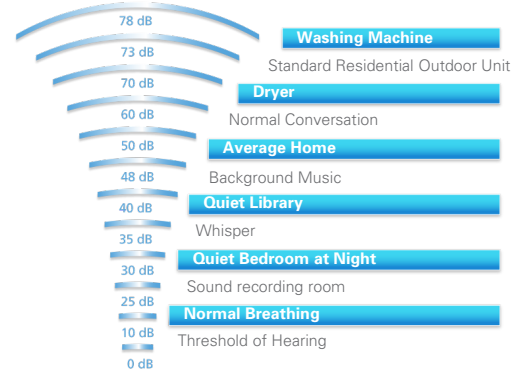 78 dB
Washing Machine
73 dB
Standard Residential Outdoor Unit
70 dB
Dryer
60 dB
Normal Conversation
50 dB
Average Home
48 dB
Background Music
40 dB
Quiet Library
35 dB
Whisper
30 dB
Quiet Bedroom at Night
Sound recording room
25 dB
Normal Breathing
10 dB
Threshold of Hearing
0 dB